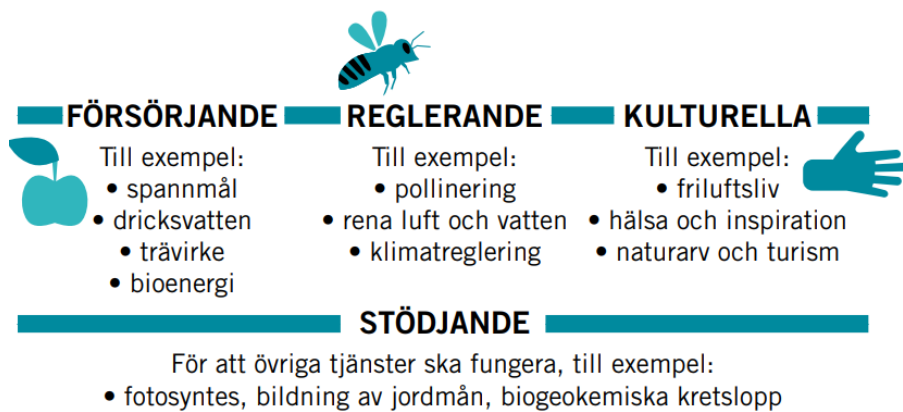 FÖRSÖRJANDE
Till exempel:
• spannmål
• dricksvatten
• trävirke
• bioenergi
REGLERANDE
Till exempel:
• pollinering
• rena luft och vatten
• klimatreglering
KULTURELLA
Till exempel:
• friluftsliv
• hälsa och inspiration
• naturarv och turism
STÖDJANDE
För att övriga tjänster ska fungera, till exempel:
• fotosyntes, bildning av jordmån, biogeokemiska kretslopp